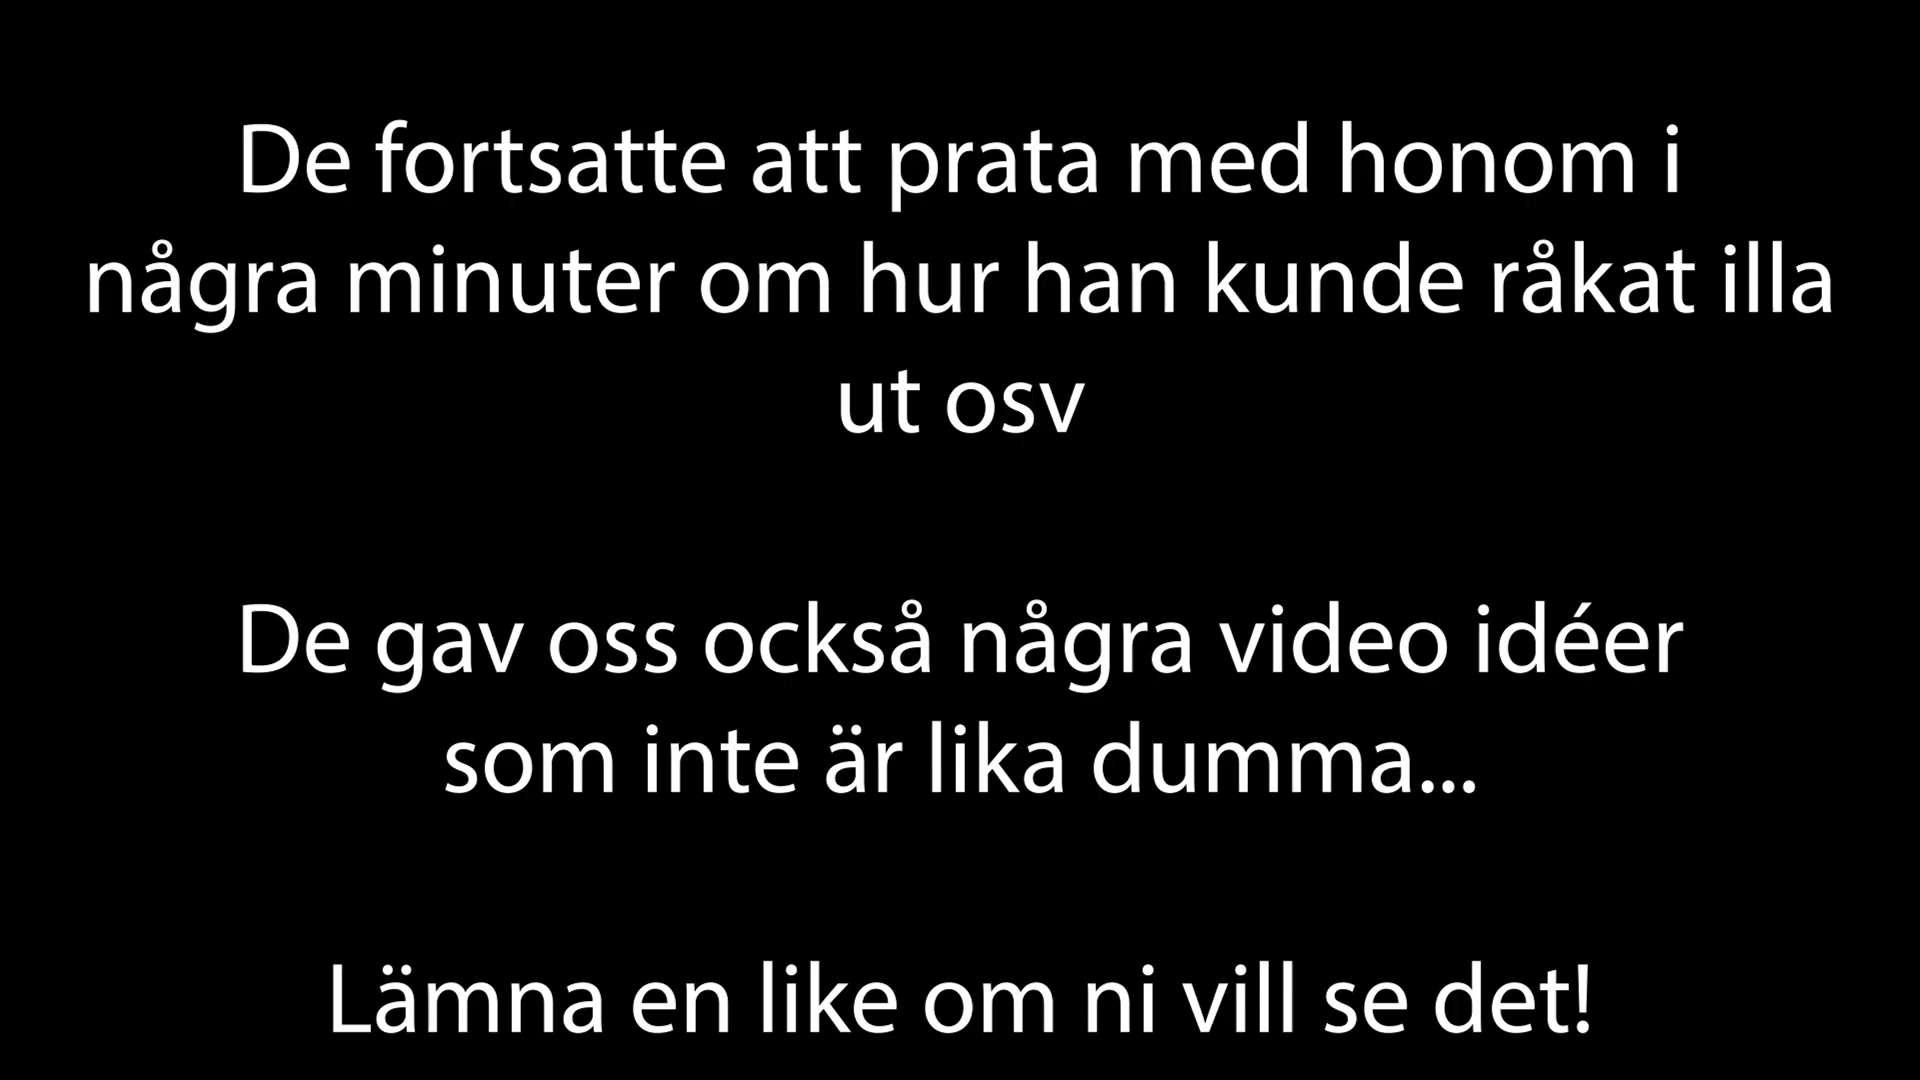 De fortsatte att prata med honom i
några minuter om hur han kunde råkat illa
ut osv
De gav oss också några video idéer
som inte är lika dumma...
Lämna en like om ni vill se det!